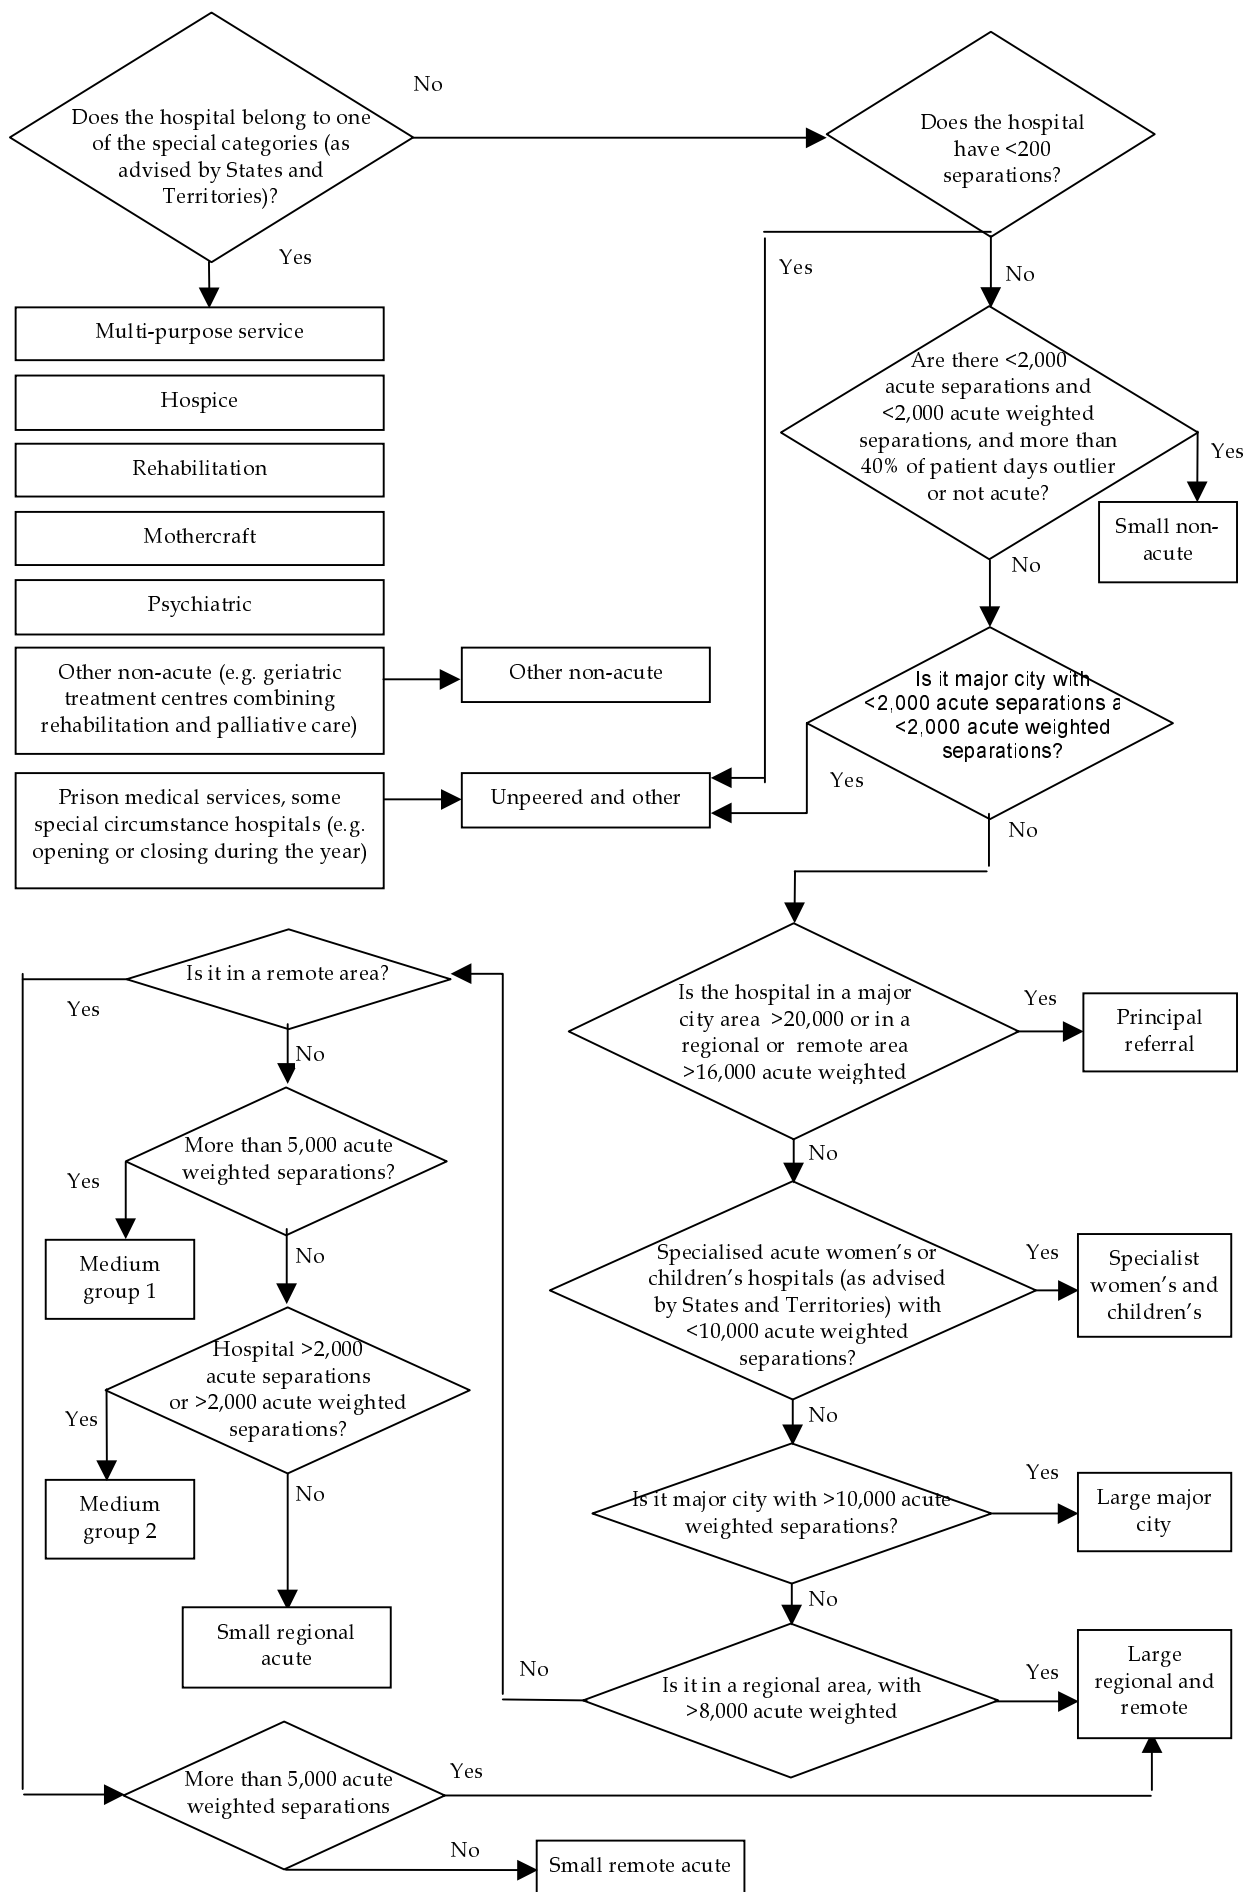 No
Does the hospital belong to one
of the special categories (as
advised by States and
Territories)?
Does the hospital
have <200
separations?
Yes
Yes
No
Multi-purpose service
Hospice
Rehabilitation
Mothercraft
Psychiatric
Are there <2,000
acute separations and
<2,000 acute weighted
separations, and more than
40% of patient days outlier
or not acute?
Yes
Small non-
acute
No
Other non-acute (e.g. geriatric
treatment centres combining
rehabilitation and palliative care)
Other non-acute
Is it major city with
<2,000 acute separations a
<2,000 acute weighted
separations?
Prison medical services, some
special circumstance hospitals (e.g.
opening or closing during the year)
Unpeered and other
Yes
No
Is it in a remote area?
Yes
No
Is the hospital in a major
city area >20,000 or in a
regional or remote area
>16,000 acute weighted
Yes
Principal
referral
No
More than 5,000 acute
weighted separations?
Yes
No
Medium
group 1
Specialised acute women's or
children's hospitals (as advised
by States and Territories) with
<10,000 acute weighted
separations?
Yes
Specialist
women's and
children's
No
Hospital >2,000
acute separations
or >2,000 acute weighted
separations?
Yes
No
Medium
group 2
Is it major city with >10,000 acute
weighted separations?
Yes
Large major
city
No
Small regional
acute
No
Is it in a regional area, with
>8,000 acute weighted
Yes
Large
regional and
remote
More than 5,000 acute
weighted separations
Yes
No
Small remote acute